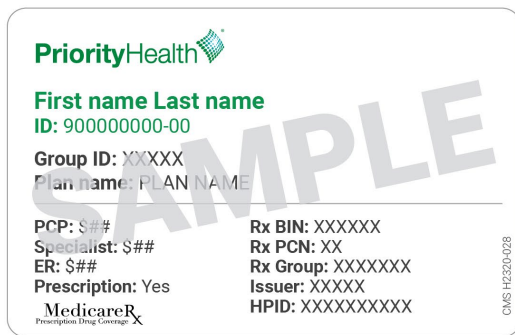 PriorityHealth
First name Last name
ID: 900000000-00
Group ID: XXXXX
Plan name: PLAN NAME
SAMPLE
PCP: $##
Specialist: $##
ER: $##
Prescription: Yes
MedicareRx
Prescription Drug Coverage
Rx BIN: XXXXXX
Rx PCN: XX
Rx Group: XXXXXXX
Issuer: XXXXX
HPID: XXXXXXXXXX
CMS H2320-028